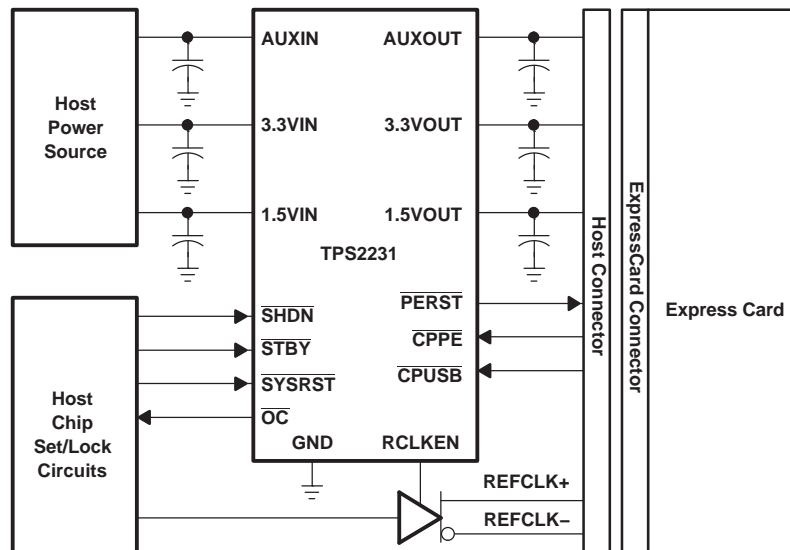 Host
Power
Source
AUXIN
AUXOUT
3.3VIN
3.3VOUT
1.5VIN
1.5VOUT
TPS2231
SHDN
STBY
SYSRST
OC
PERST
CPPE
CPUSB
GND
RCLKEN
Host
Chip
Set/Lock
Circuits
REFCLK+
REFCLK−
Host Connector
ExpressCard Connector
Express Card